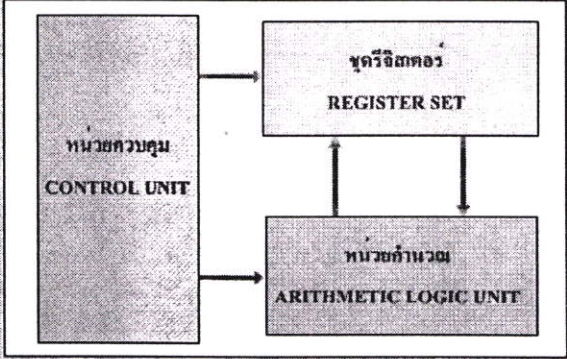 หน่วยควบคุม
CONTROL UNIT
ชุดรีจิสเตอร์
REGISTER SET
หน่วยคำนวณ
ARITHMETIC LOGIC UNIT